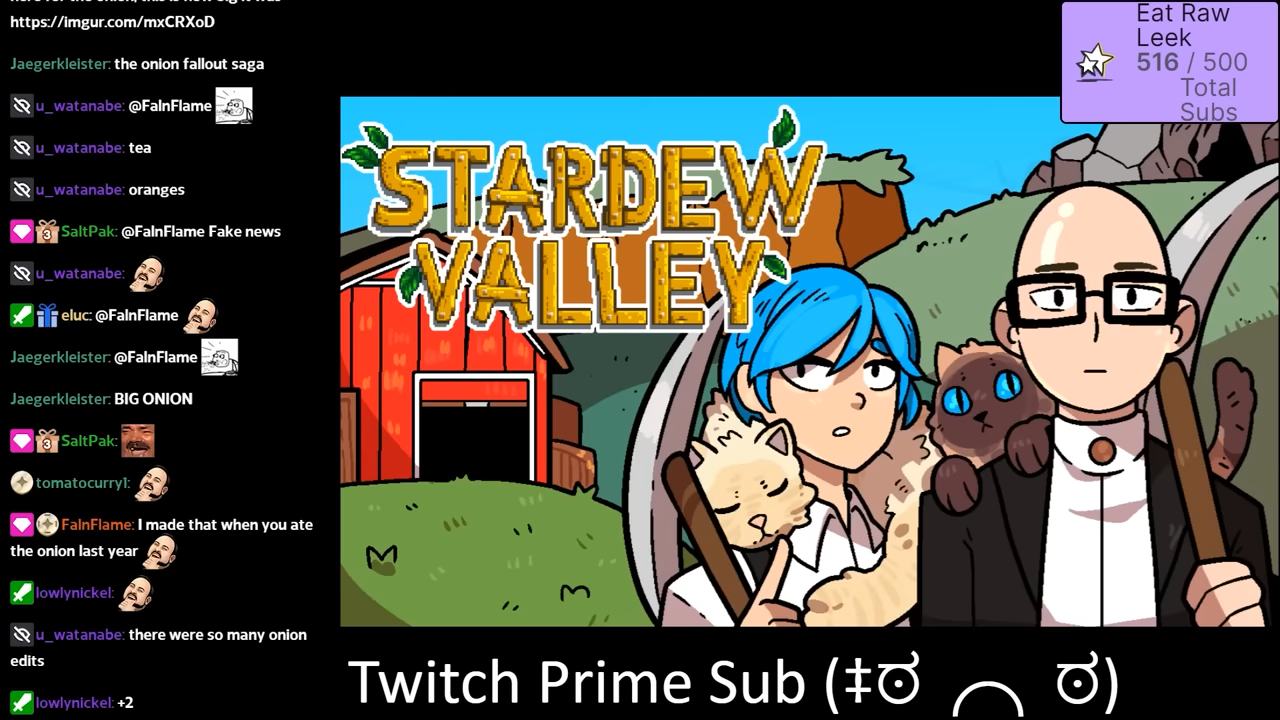 https://imgur.com/mxCRXoD
Jaegerkleister: the onion fallout saga
u_watanabe: @FalnFlame
u_watanabe: tea
u_watanabe: oranges
SaltPak: @FalnFlame Fake news
u_watanabe:
eluc: @FalnFlame
Jaegerkleister: @FalnFlame
Jaegerkleister: BIG ONION
SaltPak:
tomatocurry1:
FalnFlame: I made that when you ate
the onion last year
lowlynickel:
u_watanabe: there were so many onion
edits
lowlynickel: +2
Eat Raw
Leek
516 / 500
Total
Subs
STARDEW
VALLEY
Twitch Prime Sub (‡ಠ ╭╮ ಠ)